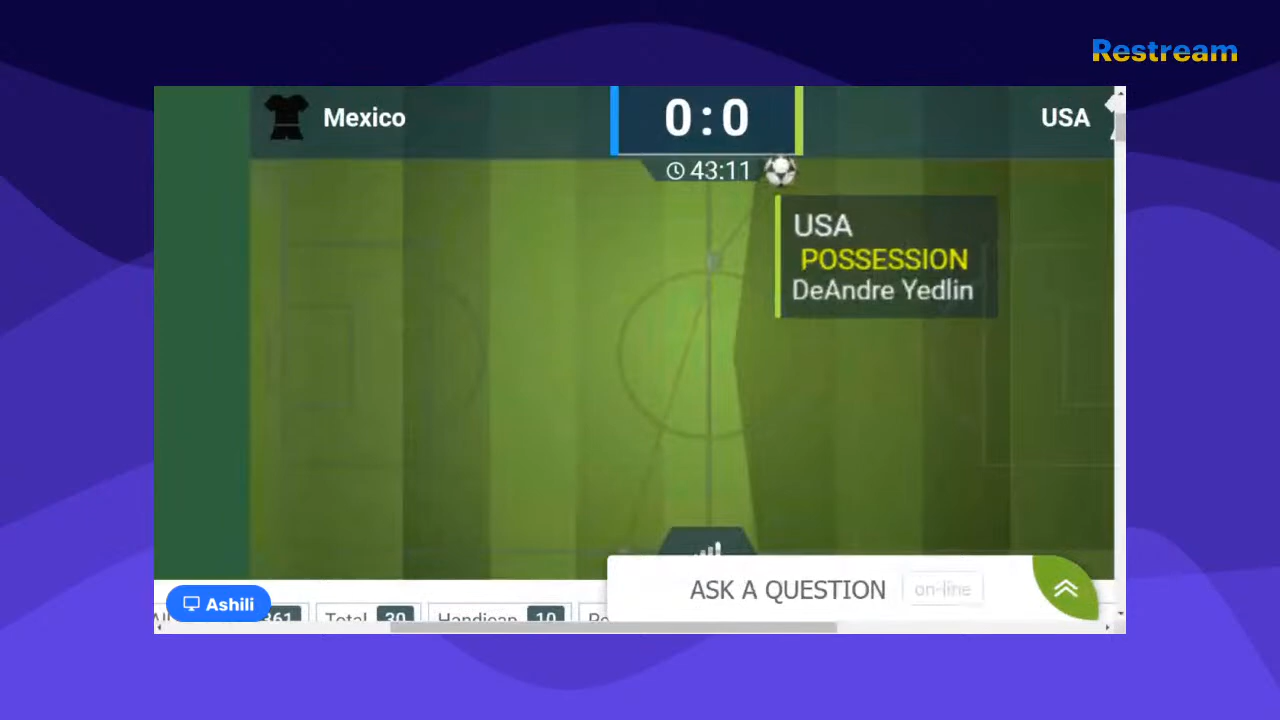 Restream
Mexico
0:0
USA
43:11
USA
POSSESSION
DeAndre Yedlin
ASK A QUESTION
on-line
Ashili
Total 30
Handicap 10